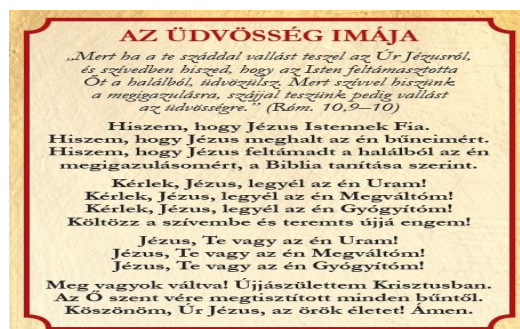 AZ ÜDVÖSSÉG IMÁJA
„Mert ha a te száddal vallást teszel az Úr Jézusról,
és szívedben hiszed, hogy az Isten feltámasztotta
Őt a halálból, üdvözülsz. Mert szívvel hiszünk
a megigazulásra, szájjal teszünk pedig vallást
az üdvösségre.” (Róm. 10,9–10)
Hiszem, hogy Jézus Istennek Fia.
Hiszem, hogy Jézus meghalt az én bűneimért.
Hiszem, hogy Jézus feltámadt a halálból az én
megigazulásomért, a Biblia tanítása szerint.
Kérlek, Jézus, legyél az én Uram!
Kérlek, Jézus, legyél az én Megváltóm!
Kérlek, Jézus, legyél az én Gyógyítóm!
Költözz a szívembe és teremts újjá engem!
Jézus, Te vagy az én Uram!
Jézus, Te vagy az én Megváltóm!
Jézus, Te vagy az én Gyógyítóm!
Meg vagyok váltva! Újjászülettem Krisztusban.
Az Ő szent vére megtisztított minden bűntől.
Köszönöm, Úr Jézus, az örök életet! Ámen.